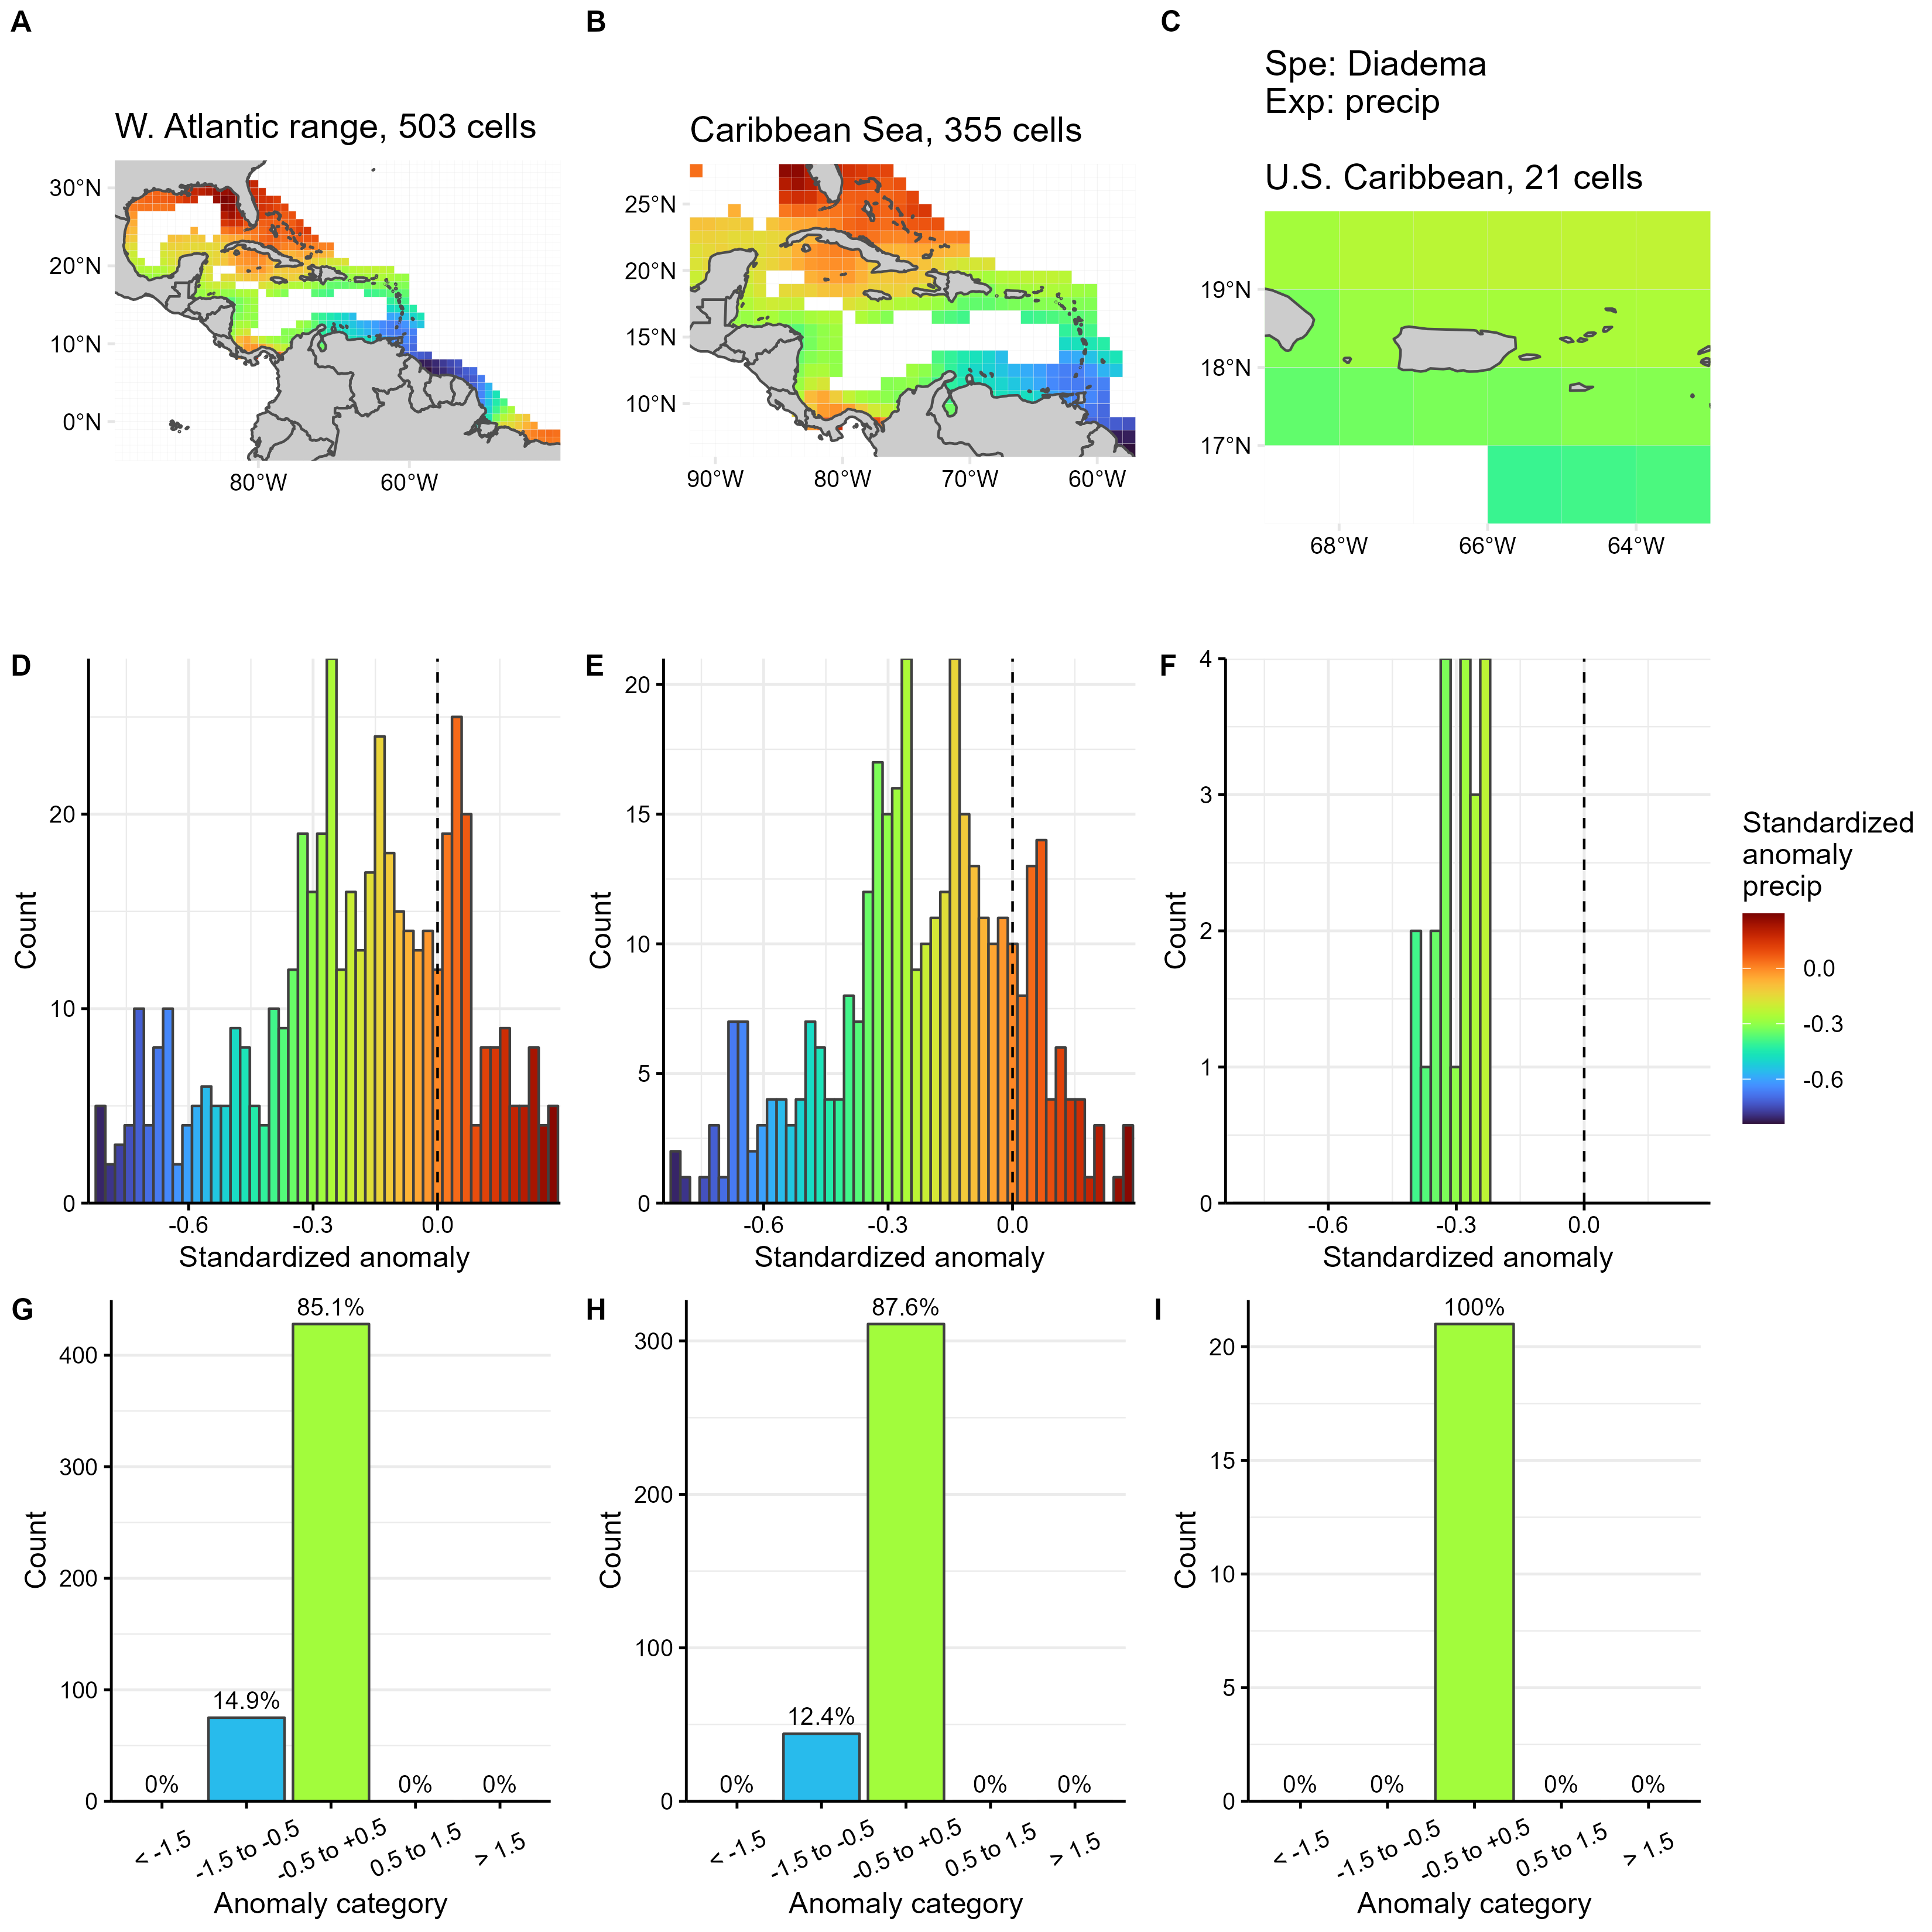 A
B
C
Spe: Diadema
Exp: precip
W. Atlantic range, 503 cells
Caribbean Sea, 355 cells
U.S. Caribbean, 21 cells
30°N
20°N
10°N
0°N
80°W
60°W
25°N
20°N
15°N
10°N
90°W
80°W
70°W
60°W
19°N
18°N
17°N
68°W
66°W
64°W
D
Count
20
10
0
-0.6
-0.3
0.0
Standardized anomaly
E
Count
20
15
10
5
0
-0.6
-0.3
0.0
Standardized anomaly
F
Count
4
3
2
1
0
-0.6
-0.3
0.0
Standardized anomaly
Standardized
anomaly
precip
0.0
-0.3
-0.6
G
Count
400
300
200
100
0
0%
14.9%
85.1%
0%
0%
< -1.5
-1.5 to -0.5
-0.5 to +0.5
0.5 to 1.5
> 1.5
Anomaly category
H
Count
300
200
100
0
0%
12.4%
87.6%
0%
0%
< -1.5
-1.5 to -0.5
-0.5 to +0.5
0.5 to 1.5
> 1.5
Anomaly category
I
Count
20
15
10
5
0
0%
0%
100%
0%
0%
< -1.5
-1.5 to -0.5
-0.5 to +0.5
0.5 to 1.5
> 1.5
Anomaly category